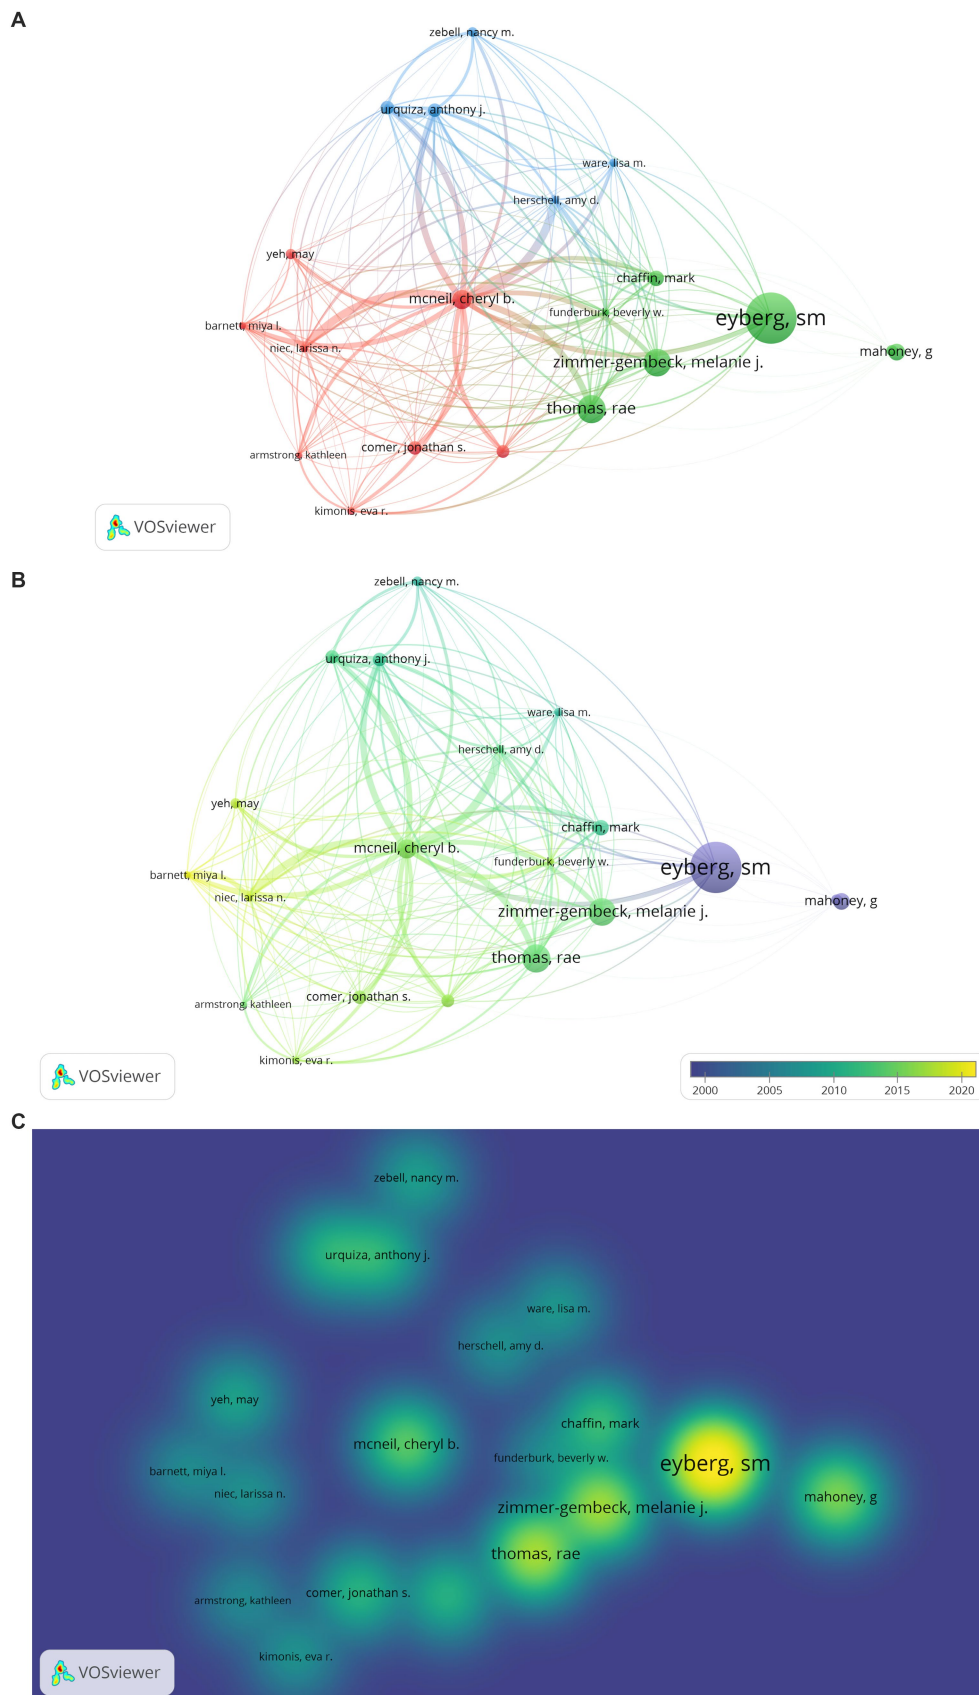 A
zebell, nancy m.
urquiza, anthony j.
ware, lisa m.
herschell, amy d.
yeh, may
chaffin, mark
mcneil, cheryl b.
funderburk, beverly w.
eyberg, sm
barnett, miya l.
niec, larissa n.
mahoney, g
zimmer-gembeck, melanie j.
thomas, rae
comer, jonathan s.
armstrong, kathleen
kimonis, eva r.
VOSviewer
B
zebell, nancy m.
urquiza, anthony j.
ware, lisa m.
herschell, amy d.
yeh, may
chaffin, mark
mcneil, cheryl b.
funderburk, beverly w.
eyberg, sm
barnett, miya l.
niec, larissa n.
mahoney, g
zimmer-gembeck, melanie j.
thomas, rae
comer, jonathan s.
armstrong, kathleen
kimonis, eva r.
VOSviewer
2000 2005 2010 2015 2020
C
zebell, nancy m.
urquiza, anthony j.
ware, lisa m.
herschell, amy d.
yeh, may
chaffin, mark
mcneil, cheryl b.
funderburk, beverly w.
eyberg, sm
barnett, miya l.
niec, larissa n.
mahoney, g
zimmer-gembeck, melanie j.
thomas, rae
comer, jonathan s.
armstrong, kathleen
kimonis, eva r.
VOSviewer